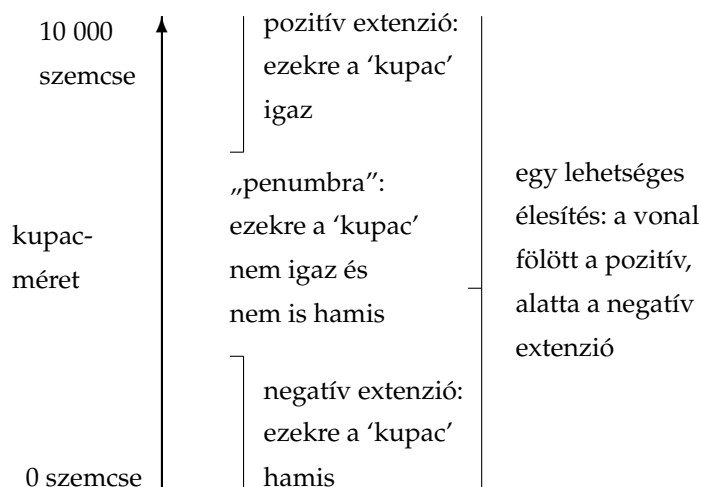 10 000
szemcse
pozitív extenzió:
ezekre a ‘kupac’
igaz
kupac-
méret
„penumbra”:
ezekre a ‘kupac’
nem igaz és
nem is hamis
egy lehetséges
élesítés: a vonal
fölött a pozitív,
alatta a negatív
extenzió
negatív extenzió:
ezekre a ‘kupac’
hamis
0 szemcse